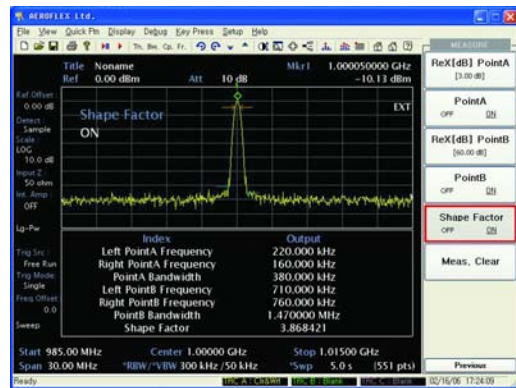 AEROFLEX Ltd.
File View Quick Ftn Display Debug Key Press Setup Help
Title Noname
Ref 0.00 dBm Att 10 dB
Mkr1 1.000050000 GHz
-10.13 dBm
Ref Offset:
0.00 dB
Detect:
Sample
Scale:
LOG
10.0 dB
Input Z:
50 ohm
Int. Amp:
OFF
Lg-Pw
Trig Src:
Free Run
Trig Mode:
Single
Freq Offset:
0.0
Sweep
Shape Factor
ON
EXT
Index Output
Left PointA Frequency 220.000 kHz
Right PointA Frequency 160.000 kHz
PointA Bandwidth 380.000 kHz
Left PointB Frequency 710.000 kHz
Right PointB Frequency 760.000 kHz
PointB Bandwidth 1.470000 MHz
Shape Factor 3.868421
Start 985.00 MHz Center 1.00000 GHz Stop 1.01500 GHz
Span 30.00 MHz *RBW/*VBW 300 kHz/50 kHz *Swp 5.0 s (551 pts)
Ready
TRC A : Cl&Wrt TRC B : Blank TRC C : Blank
02/16/06 17:24:09
MEASURE
ReX[dB] PointA
[3.00 dB]
PointA
OFF ON
ReX[dB] PointB
[60.00 dB]
PointB
OFF ON
Shape Factor
OFF ON
Meas. Clear
Previous